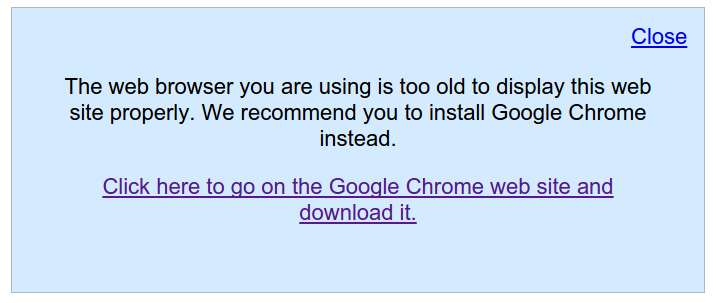 Close
The web browser you are using is too old to display this web
site properly. We recommend you to install Google Chrome
instead.
Click here to go on the Google Chrome web site and
download it.